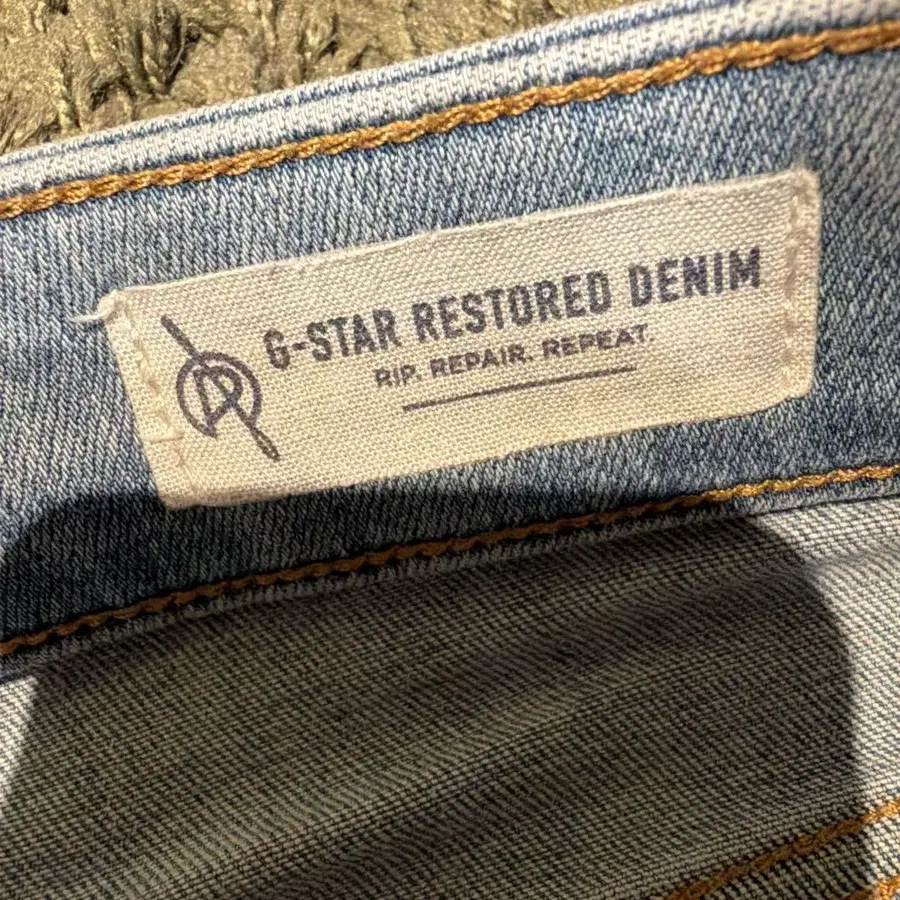 G-STAR RESTORED DENIM
RIP. REPAIR. REPEAT.